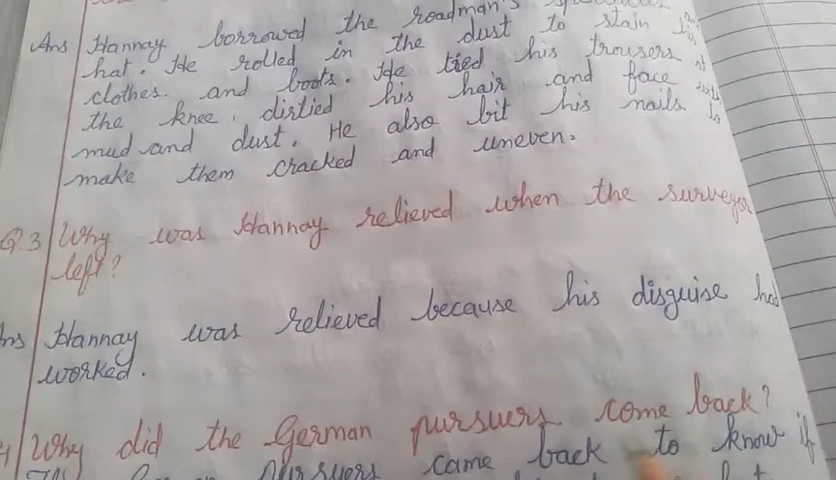 Ans Hannay borrowed the roadman's
hat. He rolled in the dust to stain his
clothes and boots. He tied his trousers at
the knee, dirtied his hair and face with
mud and dust. He also bit his nails to
make them cracked and uneven.
Q.3 Why was Hannay relieved when the surveyor
left?
Ans Hannay was relieved because his disguise had
worked.
Why did the German pursuers come back?
pursuers came back to know if